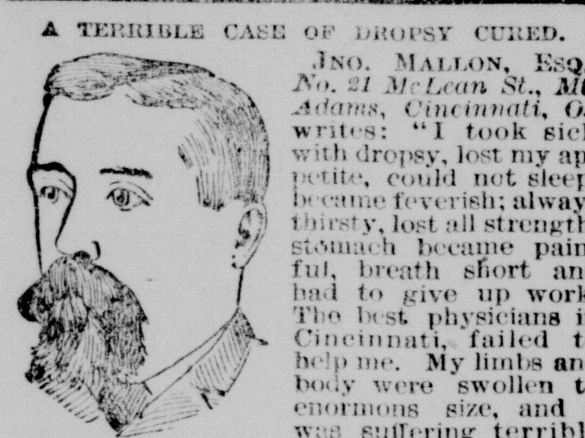 A TERRIBLE CASE OF DROPSY CURED.
JNO. MALLON, ESQ.
No. 21 McLean St., Mt
Adams, Cincinnati, O.
writes: "I took sick
with dropsy, lost my ap
petite, could not sleep
became feverish; alway
thirsty, lost all strength
stomach became pain
ful, breath short an
had to give up work
The best physicians i
Cincinnati, failed t
help me. My limbs an
body were swollen t
enormons size, and
was suffering terribl